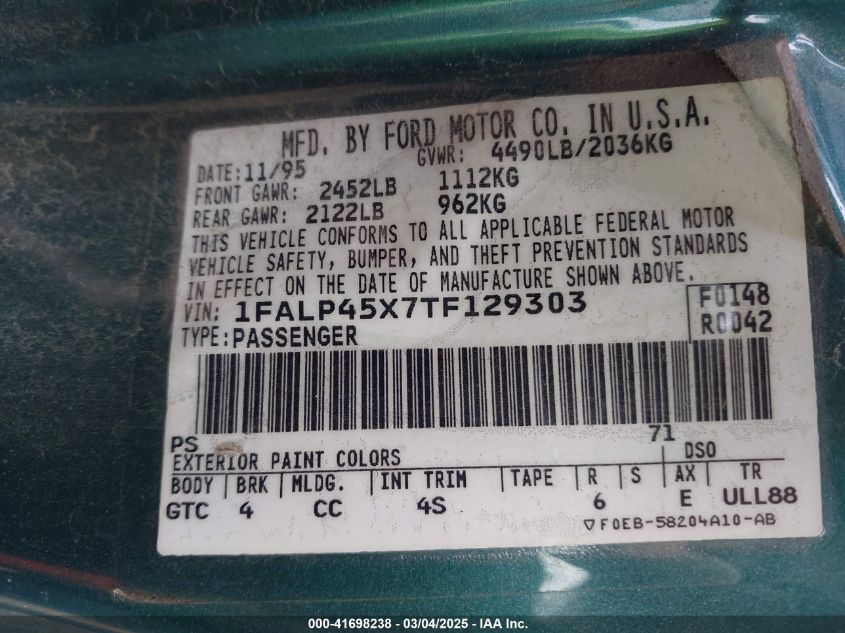 MFD. BY FORD MOTOR CO. IN U.S.A.
DATE: 11/95 GVWR: 4490LB/2036KG
FRONT GAWR: 2452LB 1112KG
REAR GAWR: 2122LB 962KG
THIS VEHICLE CONFORMS TO ALL APPLICABLE FEDERAL MOTOR
VEHICLE SAFETY, BUMPER, AND THEFT PREVENTION STANDARDS
IN EFFECT ON THE DATE OF MANUFACTURE SHOWN ABOVE.
VIN: 1FALP45X7TF129303 F0148
TYPE: PASSENGER R0042
PS 71
EXTERIOR PAINT COLORS DSO
BODY BRK MLDG. INT TRIM TAPE R S AX TR
GTC 4 CC 4S 6 E ULL88
▽F0EB-58204A10-AB
000-41698238 - 03/04/2025 - IAA Inc.